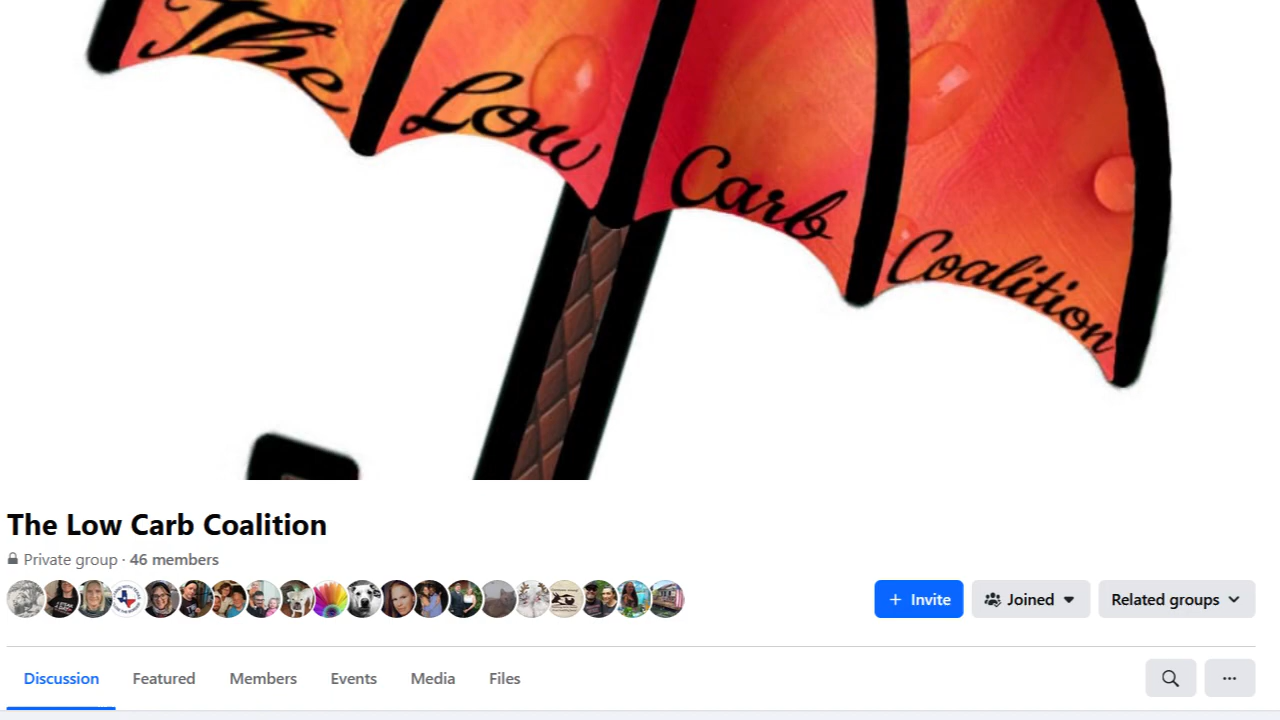 The Low Carb Coalition
The Low Carb Coalition
Private group · 46 members
+ Invite
Joined
Related groups
Discussion
Featured
Members
Events
Media
Files